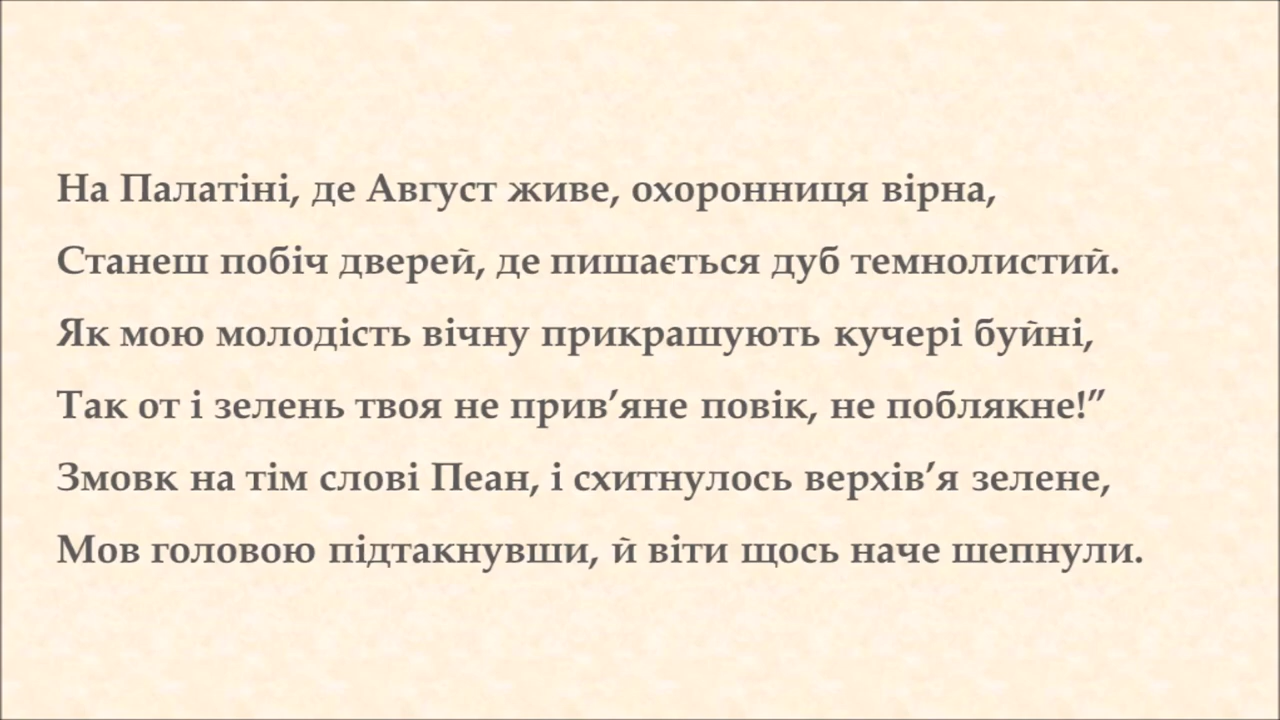 На Палатіні, де Август живе, охоронниця вірна,
Станеш побіч дверей, де пишається дуб темнолистий.
Як мою молодість вічну прикрашують кучері буйні,
Так от і зелень твоя не прив’яне повік, не поблякне!”
Змовк на тім слові Пеан, і схитнулось верхів’я зелене,
Мов головою підтакнувши, й віти щось наче шепнули.